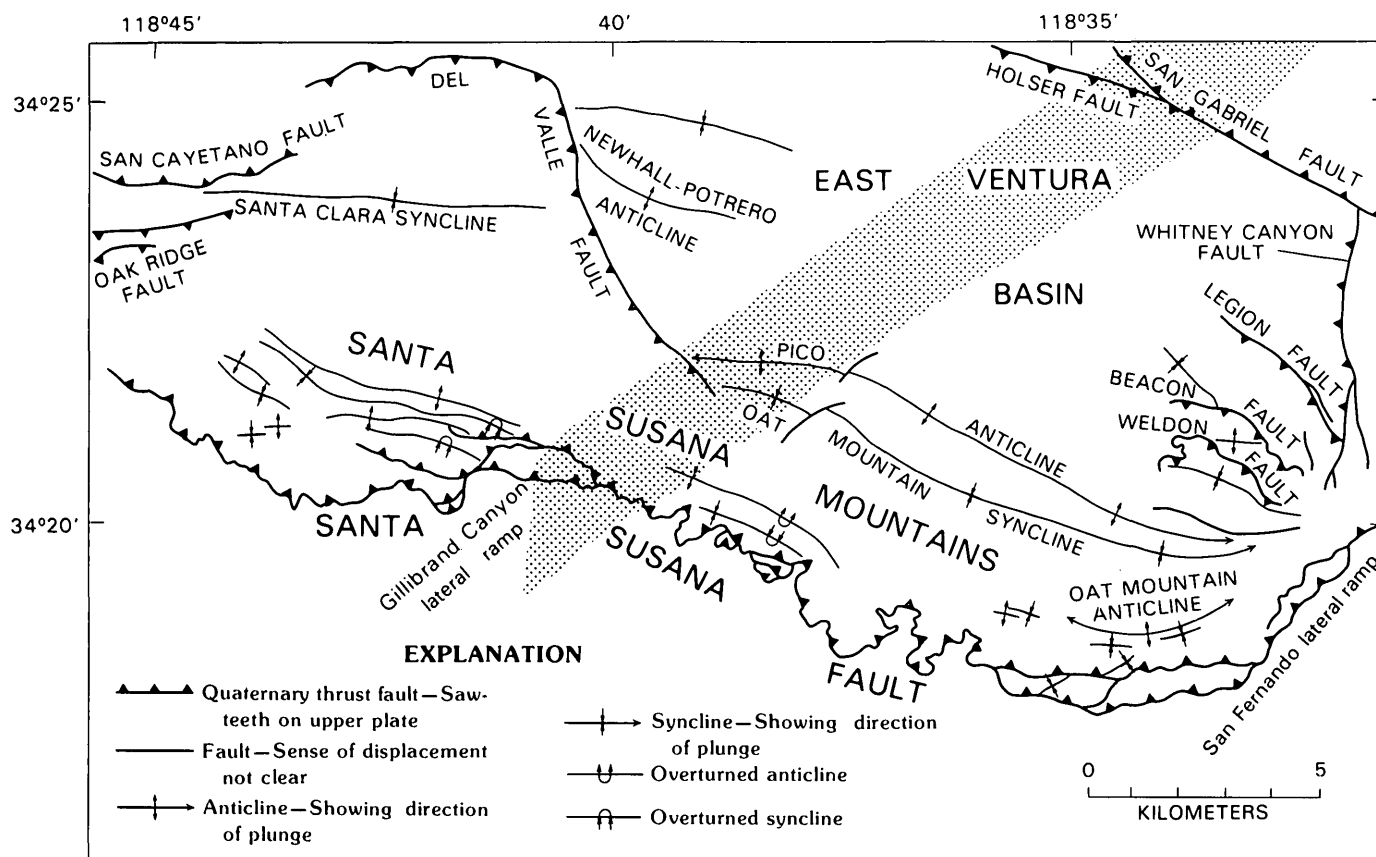 118°45′ 40′ 118°35′
34°25′
34°20′
DEL
VALLE
FAULT
HOLSER FAULT
SAN GABRIEL
FAULT
SAN CAYETANO FAULT
NEWHALL-POTRERO
ANTICLINE
EAST VENTURA
BASIN
SANTA CLARA SYNCLINE
OAK RIDGE
FAULT
WHITNEY CANYON
FAULT
LEGION
FAULT
SANTA
SUSANA
MOUNTAINS
PICO
ANTICLINE
OAT
MOUNTAIN
SYNCLINE
BEACON
FAULT
WELDON
FAULT
SANTA
SUSANA
FAULT
Gillibrand Canyon
lateral ramp
OAT MOUNTAIN
ANTICLINE
San Fernando lateral ramp
EXPLANATION
Quaternary thrust fault—Saw-
teeth on upper plate
Fault—Sense of displacement
not clear
Anticline—Showing direction
of plunge
Syncline—Showing direction
of plunge
Overturned anticline
Overturned syncline
0 5
KILOMETERS